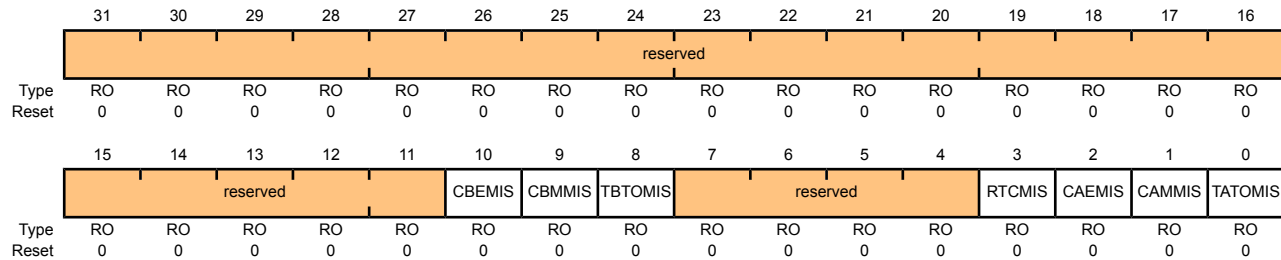 31 30 29 28 27 26 25 24 23 22 21 20 19 18 17 16
reserved
Type RO RO RO RO RO RO RO RO RO RO RO RO RO RO RO RO
Reset 0 0 0 0 0 0 0 0 0 0 0 0 0 0 0 0
15 14 13 12 11 10 9 8 7 6 5 4 3 2 1 0
reserved CBEMIS CBMMIS TBTOMIS reserved RTCMIS CAEMIS CAMMIS TATOMIS
Type RO RO RO RO RO RO RO RO RO RO RO RO RO RO RO RO
Reset 0 0 0 0 0 0 0 0 0 0 0 0 0 0 0 0